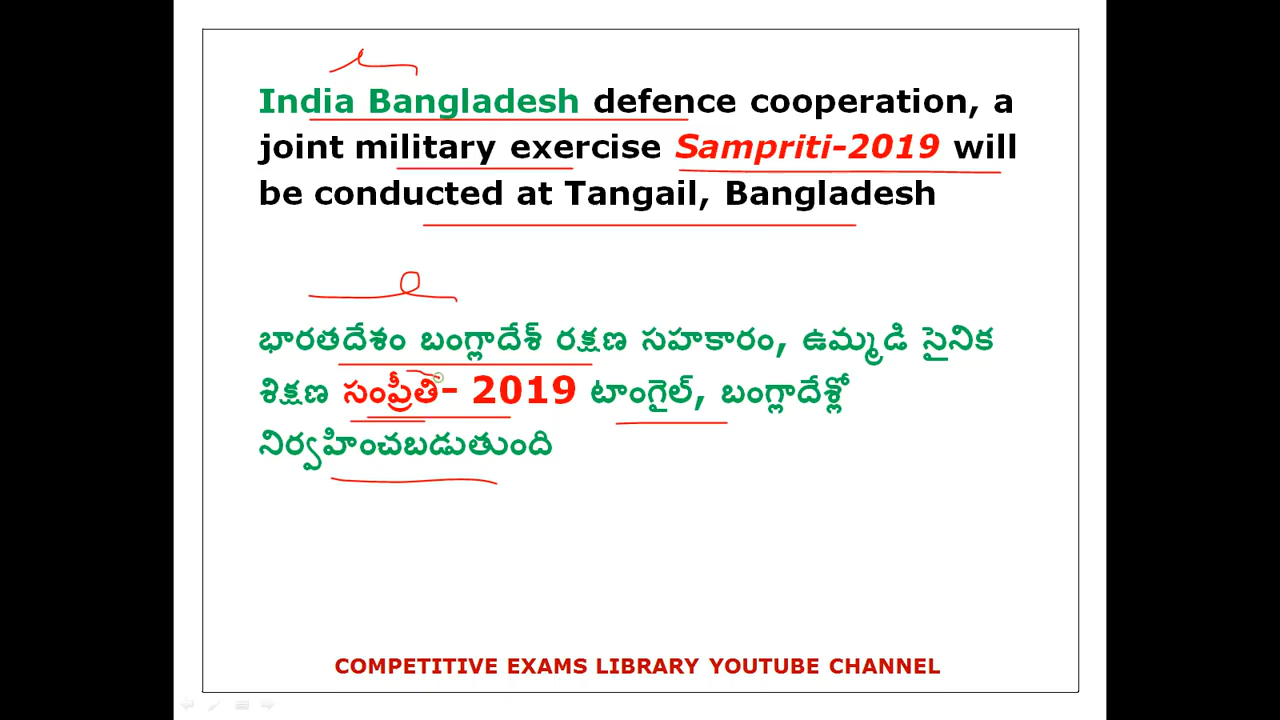 India Bangladesh defence cooperation, a
joint military exercise Sampriti-2019 will
be conducted at Tangail, Bangladesh
భారతదేశం బంగ్లాదేశ్ రక్షణ సహకారం, ఉమ్మడి సైనిక
శిక్షణ సంప్రీతి- 2019 టాంగైల్, బంగ్లాదేశ్లో
నిర్వహించబడుతుంది
COMPETITIVE EXAMS LIBRARY YOUTUBE CHANNEL